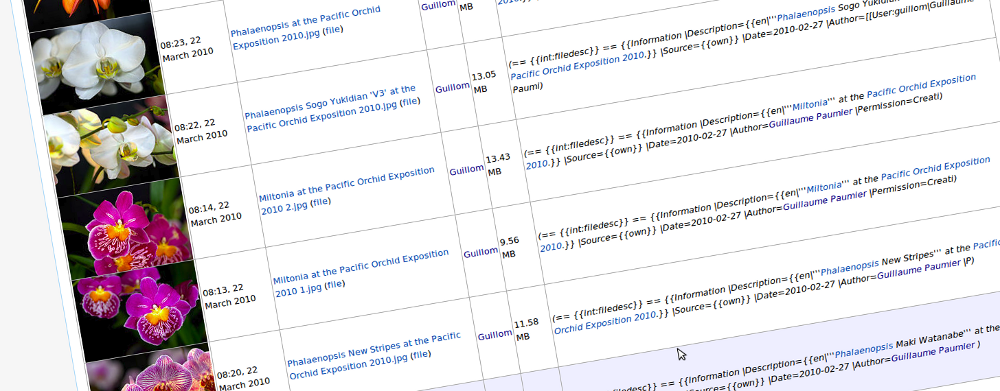 08:23, 22
March 2010
Phalaenopsis at the Pacific Orchid
Exposition 2010.jpg (file)
Guillom
MB
08:22, 22
March 2010
Phalaenopsis Sogo Yukidian 'V3' at the
Pacific Orchid Exposition 2010.jpg (file)
Guillom
13.05
MB
(== {{int:filedesc}} == {{Information |Description={{en|'''Phalaenopsis Sogo Yukidian
Pacific Orchid Exposition 2010.}} |Source={{own}} |Date=2010-02-27 |Author=[[User:guillom|Guillaume
Paumi)
08:14, 22
March 2010
Miltonia at the Pacific Orchid Exposition
2010 2.jpg (file)
Guillom
13.43
MB
(== {{int:filedesc}} == {{Information |Description={{en|'''Miltonia''' at the Pacific Orchid Exposition
2010.}} |Source={{own}} |Date=2010-02-27 |Author=Guillaume Paumier |Permission=Creati)
08:13, 22
March 2010
Miltonia at the Pacific Orchid Exposition
2010 1.jpg (file)
Guillom
9.56
MB
(== {{int:filedesc}} == {{Information |Description={{en|'''Miltonia''' at the Pacific Orchid Exposition
2010.}} |Source={{own}} |Date=2010-02-27 |Author=Guillaume Paumier |Permission=Creati)
08:20, 22
March 2010
Phalaenopsis New Stripes at the Pacific
Orchid Exposition 2010.jpg (file)
Guillom
11.58
MB
(== {{int:filedesc}} == {{Information |Description={{en|'''Phalaenopsis New Stripes''' at the Pacific
Orchid Exposition 2010.}} |Source={{own}} |Date=2010-02-27 |Author=Guillaume Paumier |P)
filedesc}} == {{Information |Description={{en|'''Phalaenopsis Maki Watanabe''' at the
|Source={{own}} |Date=2010-02-27 |Author=Guillaume Paumier )